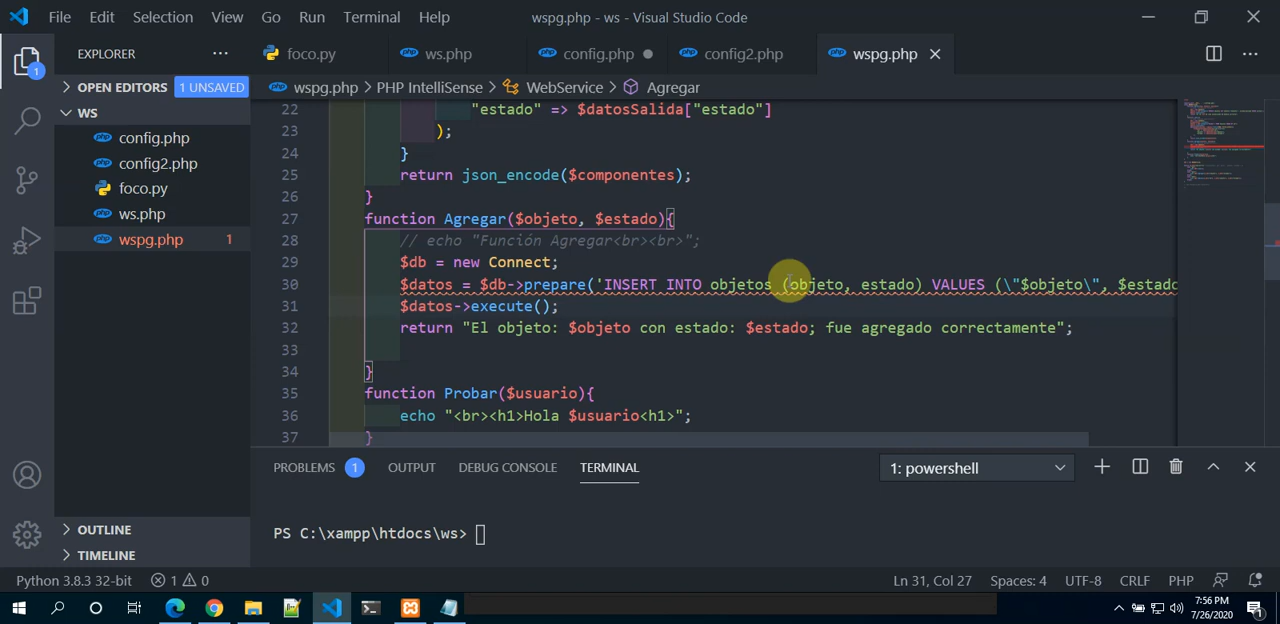 File Edit Selection View Go Run Terminal Help wspg.php - ws - Visual Studio Code
EXPLORER ... foco.py ws.php config.php config2.php wspg.php
OPEN EDITORS 1 UNSAVED
wspg.php > PHP IntelliSense > WebService > Agregar
WS
config.php
config2.php
foco.py
ws.php
wspg.php 1
22 "estado" => $datosSalida["estado"]
23 );
24 }
25 return json_encode($componentes);
26 }
27 function Agregar($objeto, $estado){
28 // echo "Función Agregar<br><br>";
29 $db = new Connect;
30 $datos = $db->prepare('INSERT INTO objetos (objeto, estado) VALUES (\"$objeto\", $estado
31 $datos->execute();
32 return "El objeto: $objeto con estado: $estado; fue agregado correctamente";
33
34 }
35 function Probar($usuario){
36 echo "<br><h1>Hola $usuario<h1>";
37 }
PROBLEMS 1 OUTPUT DEBUG CONSOLE TERMINAL 1: powershell
PS C:\xampp\htdocs\ws>
OUTLINE
TIMELINE
Python 3.8.3 32-bit 1 0 Ln 31, Col 27 Spaces: 4 UTF-8 CRLF PHP
7:56 PM
7/26/2020
1
1